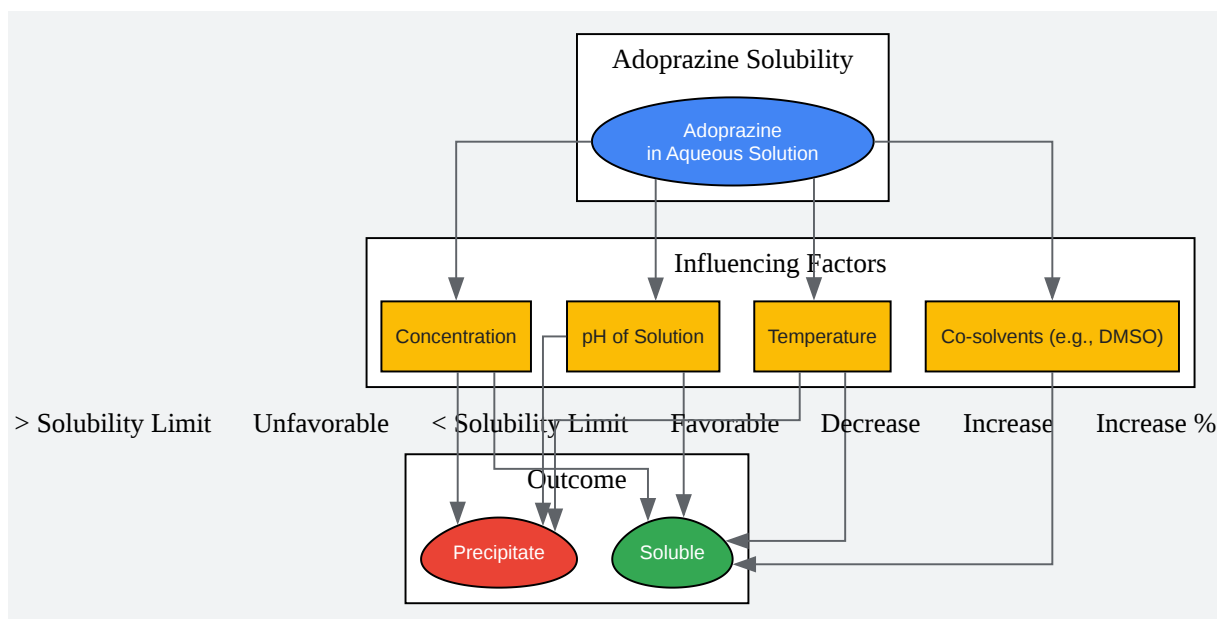 Adoprazine Solubility
Adoprazine
in Aqueous Solution
Influencing Factors
Concentration
pH of Solution
Temperature
Co-solvents (e.g., DMSO)
> Solubility Limit
Unfavorable
< Solubility Limit
Favorable
Decrease
Increase
Increase %
Outcome
Precipitate
Soluble